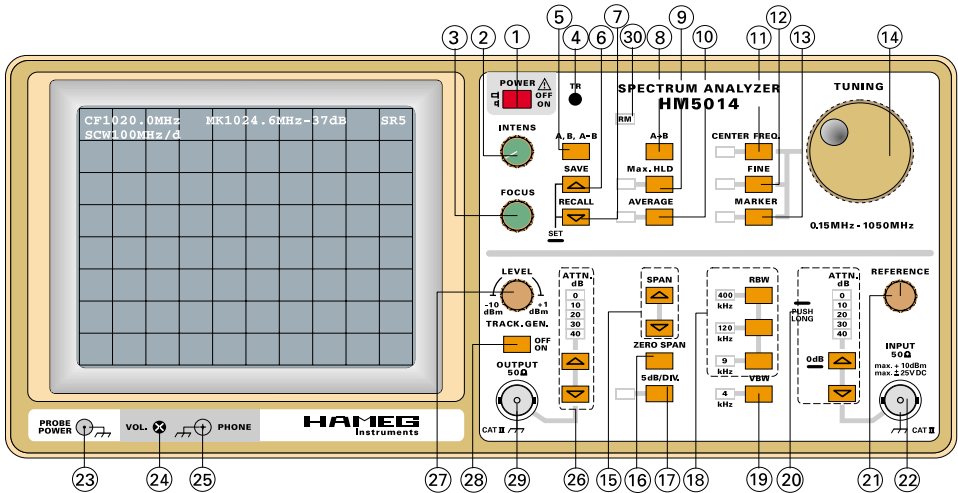 5 7 9 12
3 2 1 4 6 30 8 10 11 13 14
POWER ⚠
OFF
ON
TR
SPECTRUM ANALYZER
HM5014
TUNING
RM
CF1020.0MHz MK1024.6MHz-37dB SR5
SCW100MHz/d
INTENS
A, B, A-B
A→B
CENTER FREQ.
SAVE
Max. HLD
FINE
FOCUS
RECALL
AVERAGE
MARKER
SET
0.15MHz - 1050MHz
LEVEL
-10
dBm
+1
dBm
ATTN.
dB
0
10
20
30
40
SPAN
RBW
400
kHz
120
kHz
9
kHz
ATTN.
dB
0
10
20
30
40
PUSH
LONG
REFERENCE
TRACK.GEN.
OFF
ON
ZERO SPAN
0dB
INPUT
50Ω
max. + 10dBm
max. ± 25V DC
OUTPUT
50Ω
5dB/DIV.
VBW
4
kHz
CAT II
CAT II
PROBE
POWER
VOL.
PHONE
HAMEG
Instruments
23 24 25 27 28 29 26 15 16 17 18 19 20 21 22